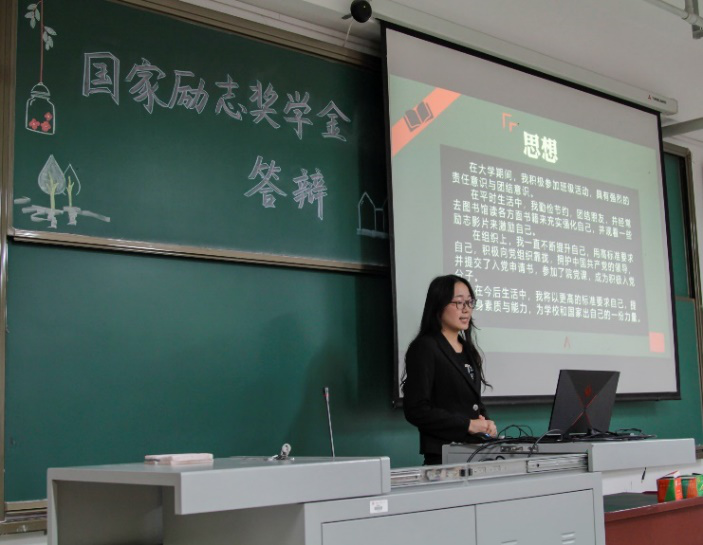 国家励志奖学金
答辩
思想
在大学期间，我积极参加班级活动，具有强烈的
责任意识与团结意识。
在平时生活中，我勤俭节约，团结朋友，并经常
去图书馆读各方面书籍来充实强化自己，并观看一些
励志影片来激励自己。
在组织上，我一直不断提升自己，用高标准要求
自己，积极向党组织靠拢，拥护中国共产党的领导，
并提交了入党申请书，参加了党党课，成为积极入党
分子。
在今后生活中，我将以更高的标准要求自己，提
身素质与能力，为学校和国家出自己的一份力量。